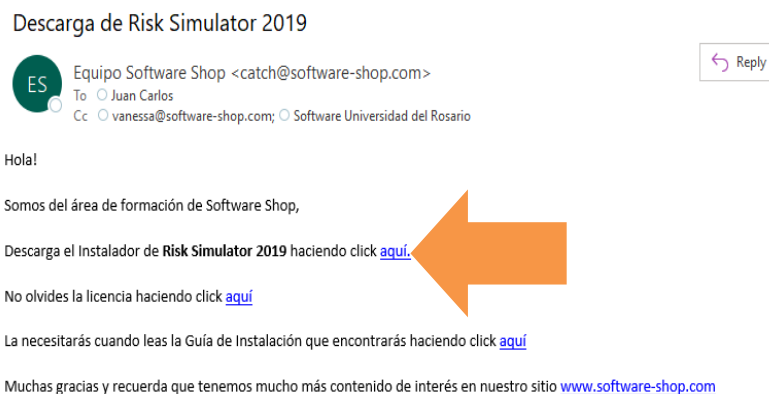 Descarga de Risk Simulator 2019
ES
Equipo Software Shop <catch@software-shop.com>
Reply
To Juan Carlos
Cc vanessa@software-shop.com; Software Universidad del Rosario
Hola!
Somos del área de formación de Software Shop,
Descarga el Instalador de Risk Simulator 2019 haciendo click aquí.
No olvides la licencia haciendo click aquí
La necesitarás cuando leas la Guía de Instalación que encontrarás haciendo click aquí
Muchas gracias y recuerda que tenemos mucho más contenido de interés en nuestro sitio www.software-shop.com